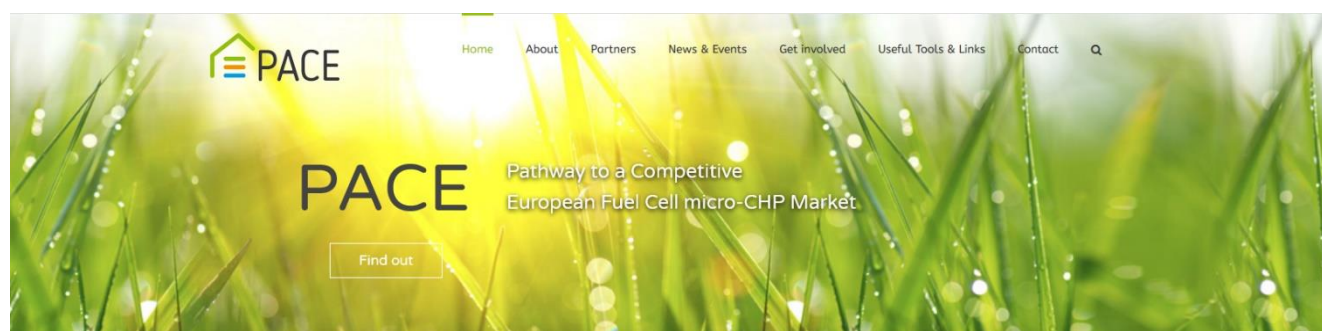 PACE
Home About Partners News & Events Get involved Useful Tools & Links Contact
PACE
Pathway to a Competitive
European Fuel Cell micro-CHP Market
Find out